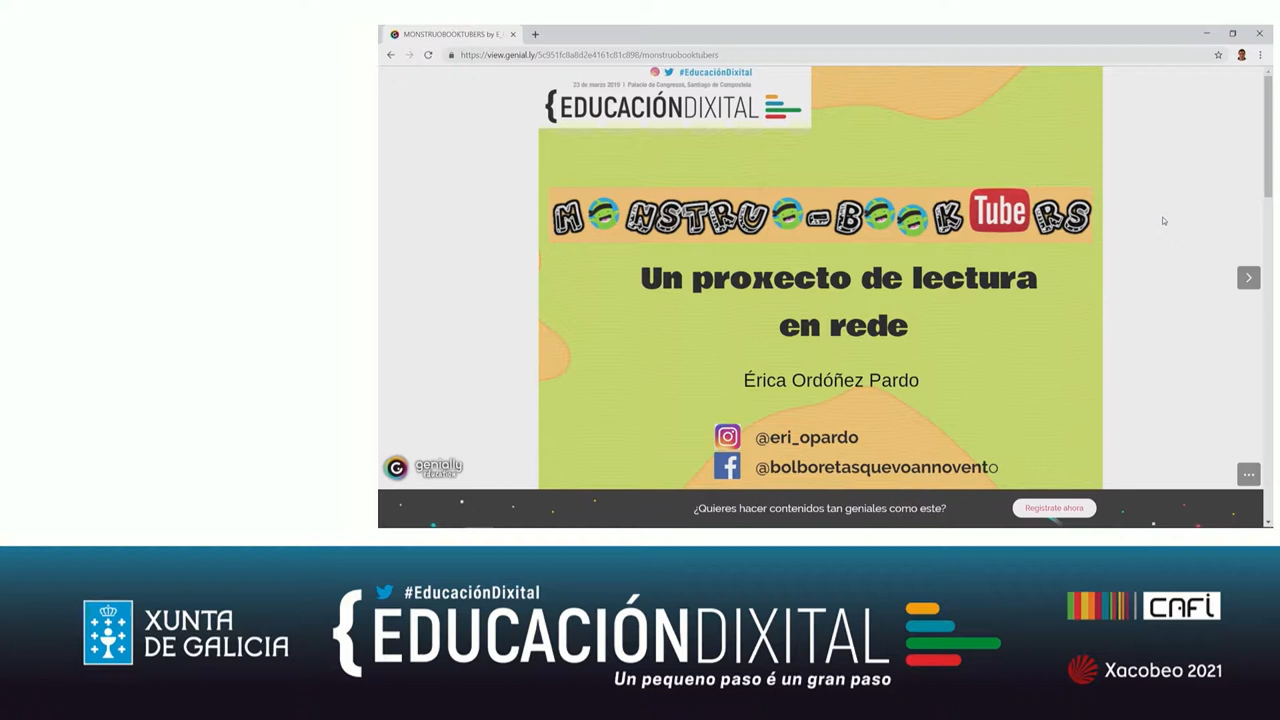 MONSTRUOBOOKTUBERS by E_
https://view.genial.ly/5c951fc8a8d2e4161c81c898/monstruobooktubers
#EducaciónDixital
23 de marzo 2019 | Palacio de Congresos, Santiago de Compostela
{EDUCACIÓNDIXITAL
MONSTRUO-BOOKTubeRS
Un proxecto de lectura
en rede
Érica Ordóñez Pardo
@eri_opardo
@bolboretasquevoannovento
genially
EDUCATION
¿Quieres hacer contenidos tan geniales como este?
Regístrate ahora
XUNTA
DE GALICIA
#EducaciónDixital
{EDUCACIÓNDIXITAL
Un pequeno paso é un gran paso
CAFI
Xacobeo 2021